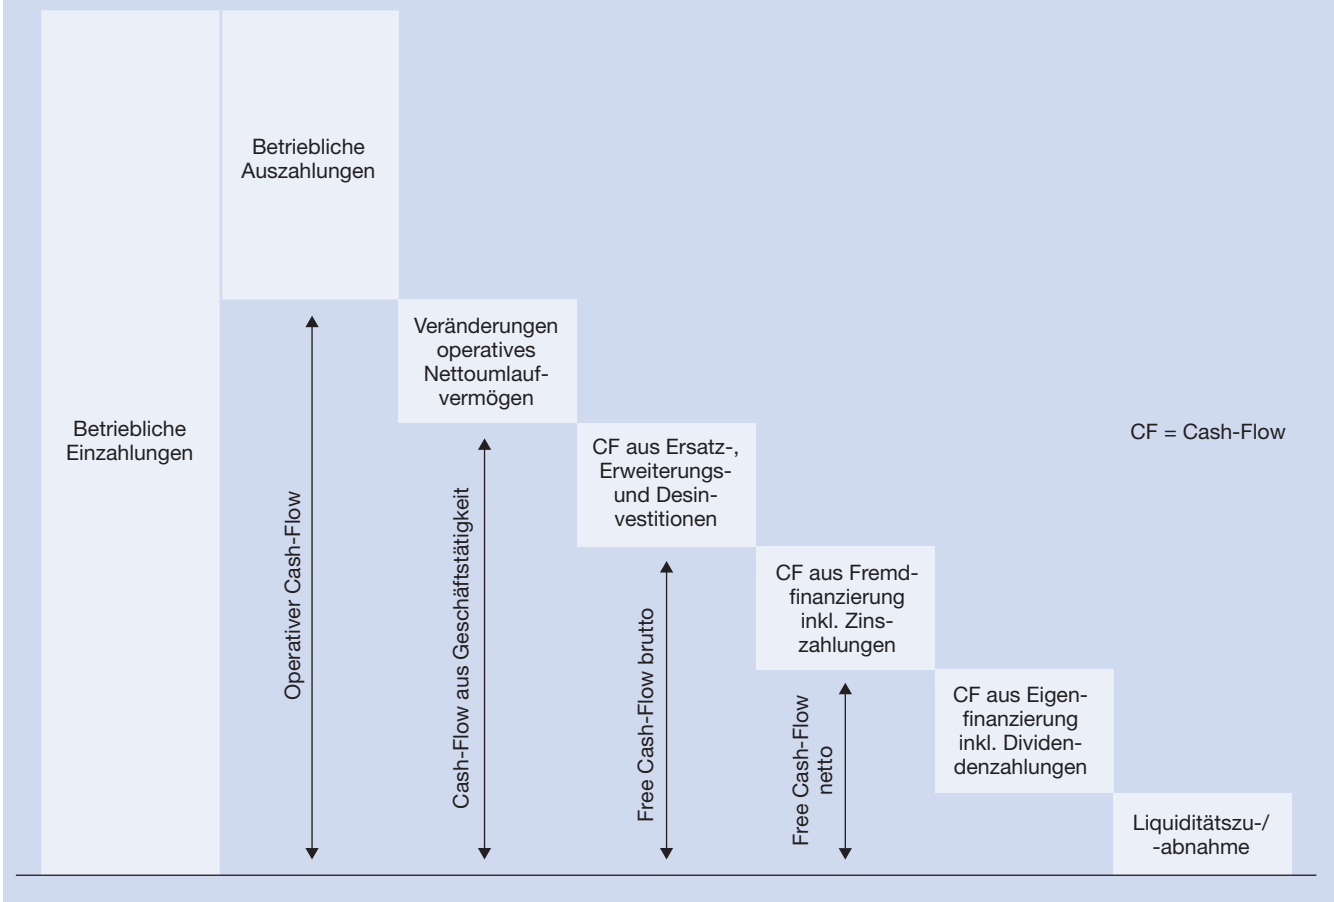 Betriebliche
Einzahlungen
Betriebliche
Auszahlungen
Operativer Cash-Flow
Veränderungen
operatives
Nettoumlauf-
vermögen
Cash-Flow aus Geschäftstätigkeit
CF aus Ersatz-,
Erweiterungs-
und Desin-
vestitionen
Free Cash-Flow brutto
CF aus Fremd-
finanzierung
inkl. Zins-
zahlungen
Free Cash-Flow
netto
CF aus Eigen-
finanzierung
inkl. Dividen-
denzahlungen
Liquiditätszu-/
-abnahme
CF = Cash-Flow